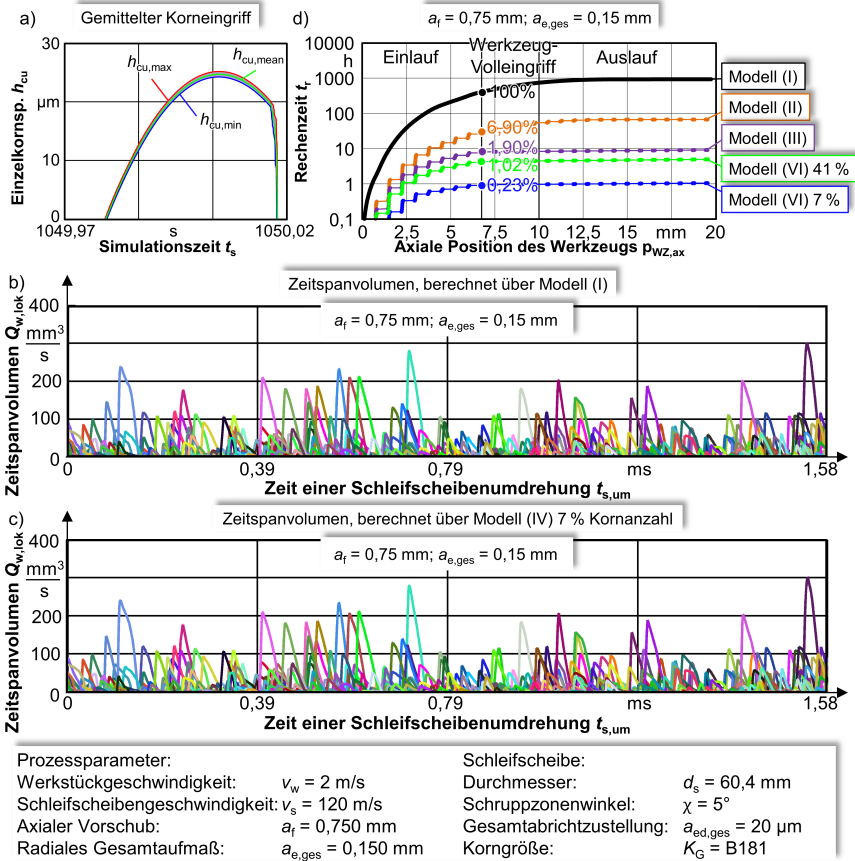 a) Gemittelter Korneingriff
Einzelkornsp. hcu
30
µm
10
0
hcu,max
hcu,mean
hcu,min
1049,97 s 1050,02
Simulationszeit ts
d) af = 0,75 mm; ae,ges = 0,15 mm
Rechenzeit tr
10000
h
1000
100
10
1
0,1
Einlauf
Werkzeug-
Volleingriff
Auslauf
100%
6,90%
1,90%
1,02%
0,23%
Modell (I)
Modell (II)
Modell (III)
Modell (VI) 41 %
Modell (VI) 7 %
0 2,5 5 7,5 10 15 mm 20
Axiale Position des Werkzeugs pWZ,ax
b) Zeitspanvolumen, berechnet über Modell (I)
af = 0,75 mm; ae,ges = 0,15 mm
Zeitspanvolumen Qw,lok
400
mm³
s
200
100
0
0 0,39 0,79 ms 1,58
Zeit einer Schleifscheibenumdrehung ts,um
c) Zeitspanvolumen, berechnet über Modell (IV) 7 % Kornanzahl
af = 0,75 mm; ae,ges = 0,15 mm
Zeitspanvolumen Qw,lok
400
mm³
s
200
100
0
0 0,39 0,79 ms 1,58
Zeit einer Schleifscheibenumdrehung ts,um
Prozessparameter:
Werkstückgeschwindigkeit: vw = 2 m/s
Schleifscheibengeschwindigkeit: vs = 120 m/s
Axialer Vorschub: af = 0,750 mm
Radiales Gesamtaufmaß: ae,ges = 0,150 mm
Schleifscheibe:
Durchmesser: ds = 60,4 mm
Schruppzonenwinkel: χ = 5°
Gesamtabrichtzustellung: aed,ges = 20 µm
Korngröße: KG = B181